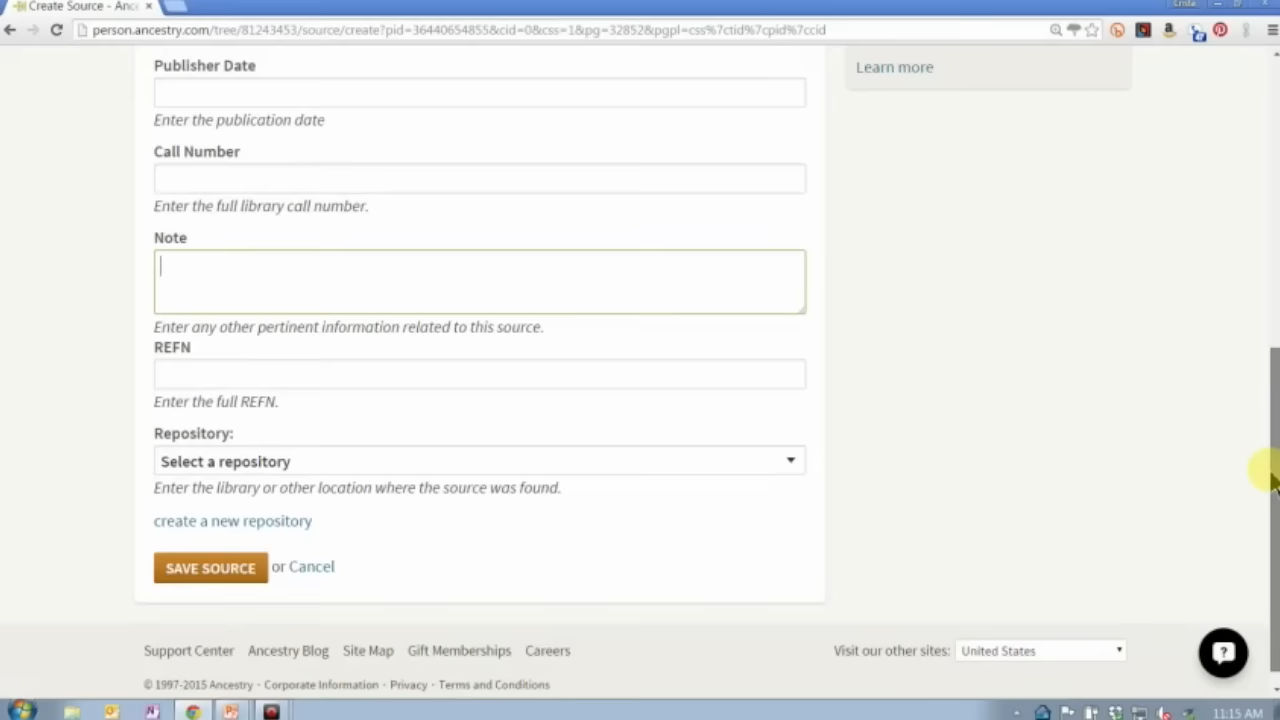 Create Source - Ance
person.ancestry.com/tree/81243453/source/create?pid=36440654855&cid=0&css=1&pg=32852&pgpl=css%7ctid%7cpid%7ccid
Publisher Date
Learn more
Enter the publication date
Call Number
Enter the full library call number.
Note
Enter any other pertinent information related to this source.
REFN
Enter the full REFN.
Repository:
Select a repository
Enter the library or other location where the source was found.
create a new repository
SAVE SOURCE or Cancel
Support Center Ancestry Blog Site Map Gift Memberships Careers
Visit our other sites: United States
© 1997-2015 Ancestry - Corporate Information - Privacy - Terms and Conditions
11:15 AM